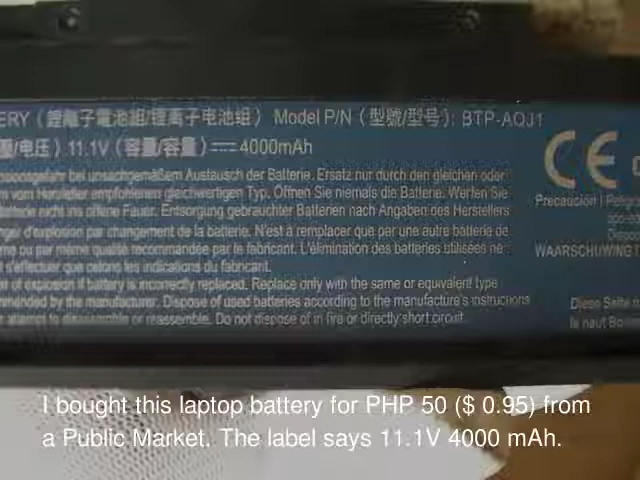 ERY (鋰離子電池組/锂离子电池组) Model P/N (型號/型号): BTP-AQJ1
壓/电压) 11.1V (容量/容量) 4000mAh
bei unsachgemäßem Austausch der Batterie. Ersatz nur durch den gleichen oder
vom Hersteller empfohlenen gleichwertigen Typ. Öffnen Sie niemals die Batterie. Werfen Sie
nicht ins offene Feuer. Entsorgung gebrauchter Batterien nach Angaben des Herstellers
d'explosion par changement de la batterie. N'est à remplacer que par une autre batterie de
me ou par même qualité recommandée par le fabricant. L'élimination des batteries utilisées ne
s'effectuer que celons les indications du fabricant.
of explosion if battery is incorrectly replaced. Replace only with the same or equivalent type
mended by the manufacturer. Dispose of used batteries according to the manufacture's instructions
attempt to disassemble or reassemble. Do not dispose of in fire or directly short circuit.
CE
Precaución
WAARSCHUWING
Diese Seite
le haut
I bought this laptop battery for PHP 50 ($ 0.95) from
a Public Market. The label says 11.1V 4000 mAh.